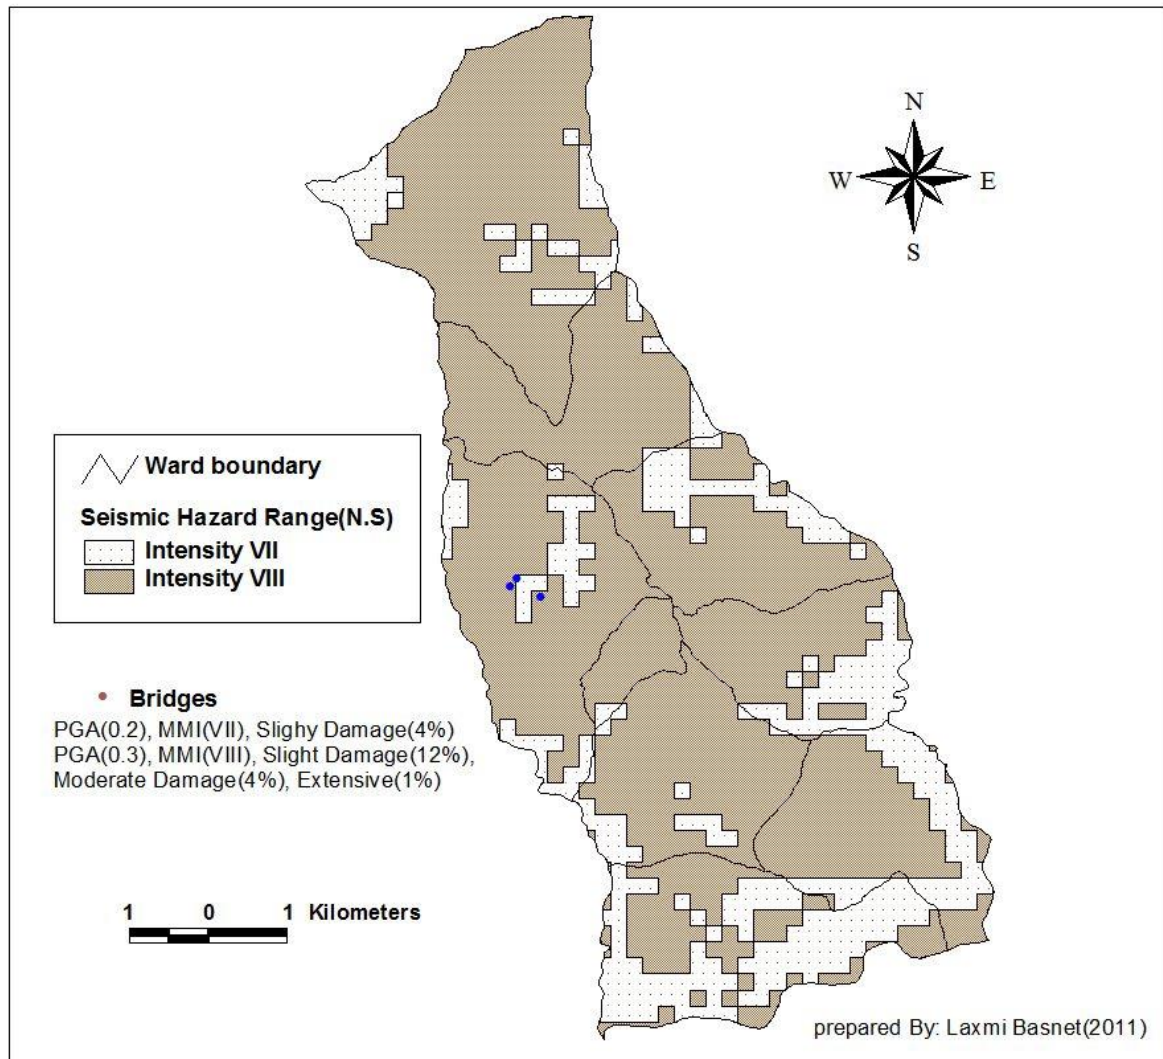 N
W E
S
Ward boundary
Seismic Hazard Range(N.S)
Intensity VII
Intensity VIII
Bridges
PGA(0.2), MMI(VII), Slighy Damage(4%)
PGA(0.3), MMI(VIII), Slight Damage(12%),
Moderate Damage(4%), Extensive(1%)
1 0 1 Kilometers
prepared By: Laxmi Basnet(2011)